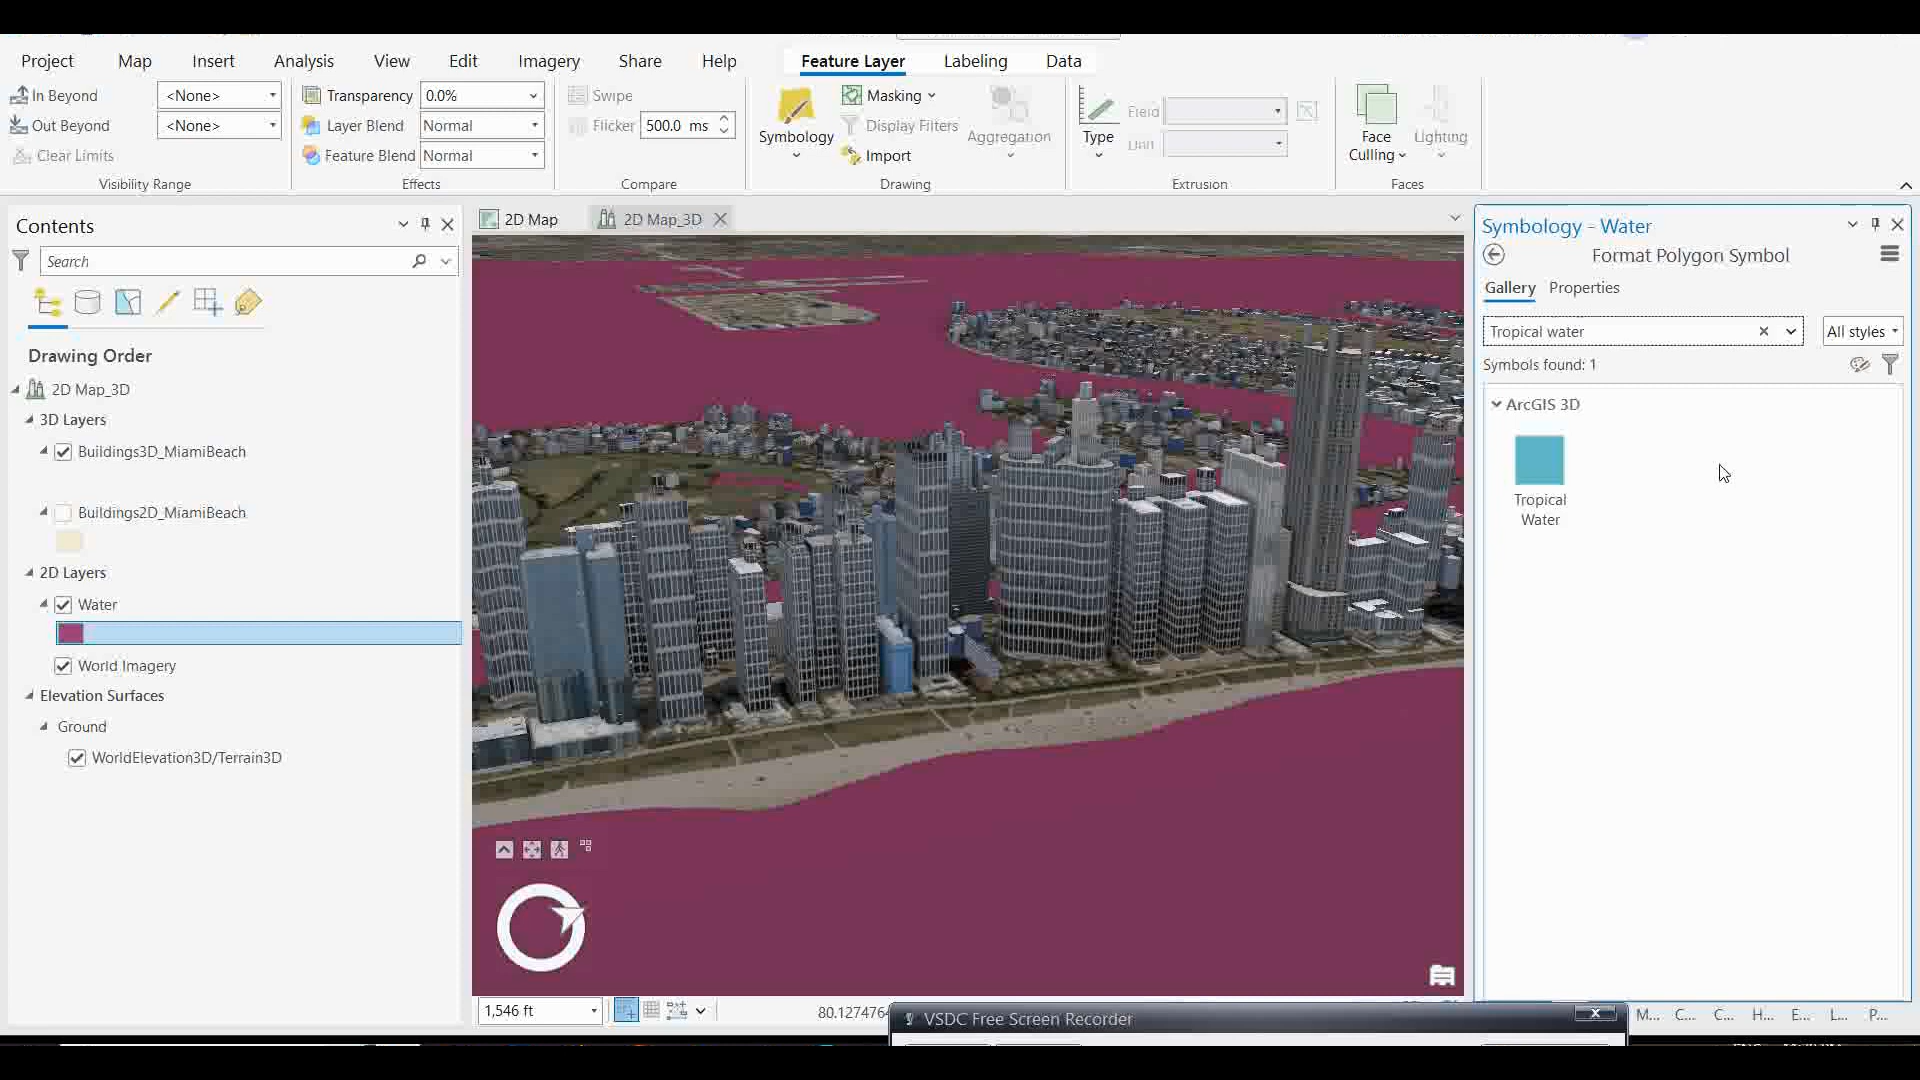 Project Map Insert Analysis View Edit Imagery Share Help Feature Layer Labeling Data
In Beyond <None>
Out Beyond <None>
Clear Limits
Visibility Range
Transparency 0.0%
Layer Blend Normal
Feature Blend Normal
Effects
Swipe
Flicker 500.0 ms
Compare
Symbology
Masking
Display Filters
Import
Aggregation
Drawing
Type
Field
Unit
Extrusion
Face
Culling
Lighting
Faces
Contents
Search
Drawing Order
2D Map_3D
3D Layers
Buildings3D_MiamiBeach
Buildings2D_MiamiBeach
2D Layers
Water
World Imagery
Elevation Surfaces
Ground
WorldElevation3D/Terrain3D
2D Map 2D Map_3D
1,546 ft
80.1274764
VSDC Free Screen Recorder
Symbology - Water
Format Polygon Symbol
Gallery Properties
Tropical water All styles
Symbols found: 1
ArcGIS 3D
Tropical
Water
M... C... C... H... E... L... P...